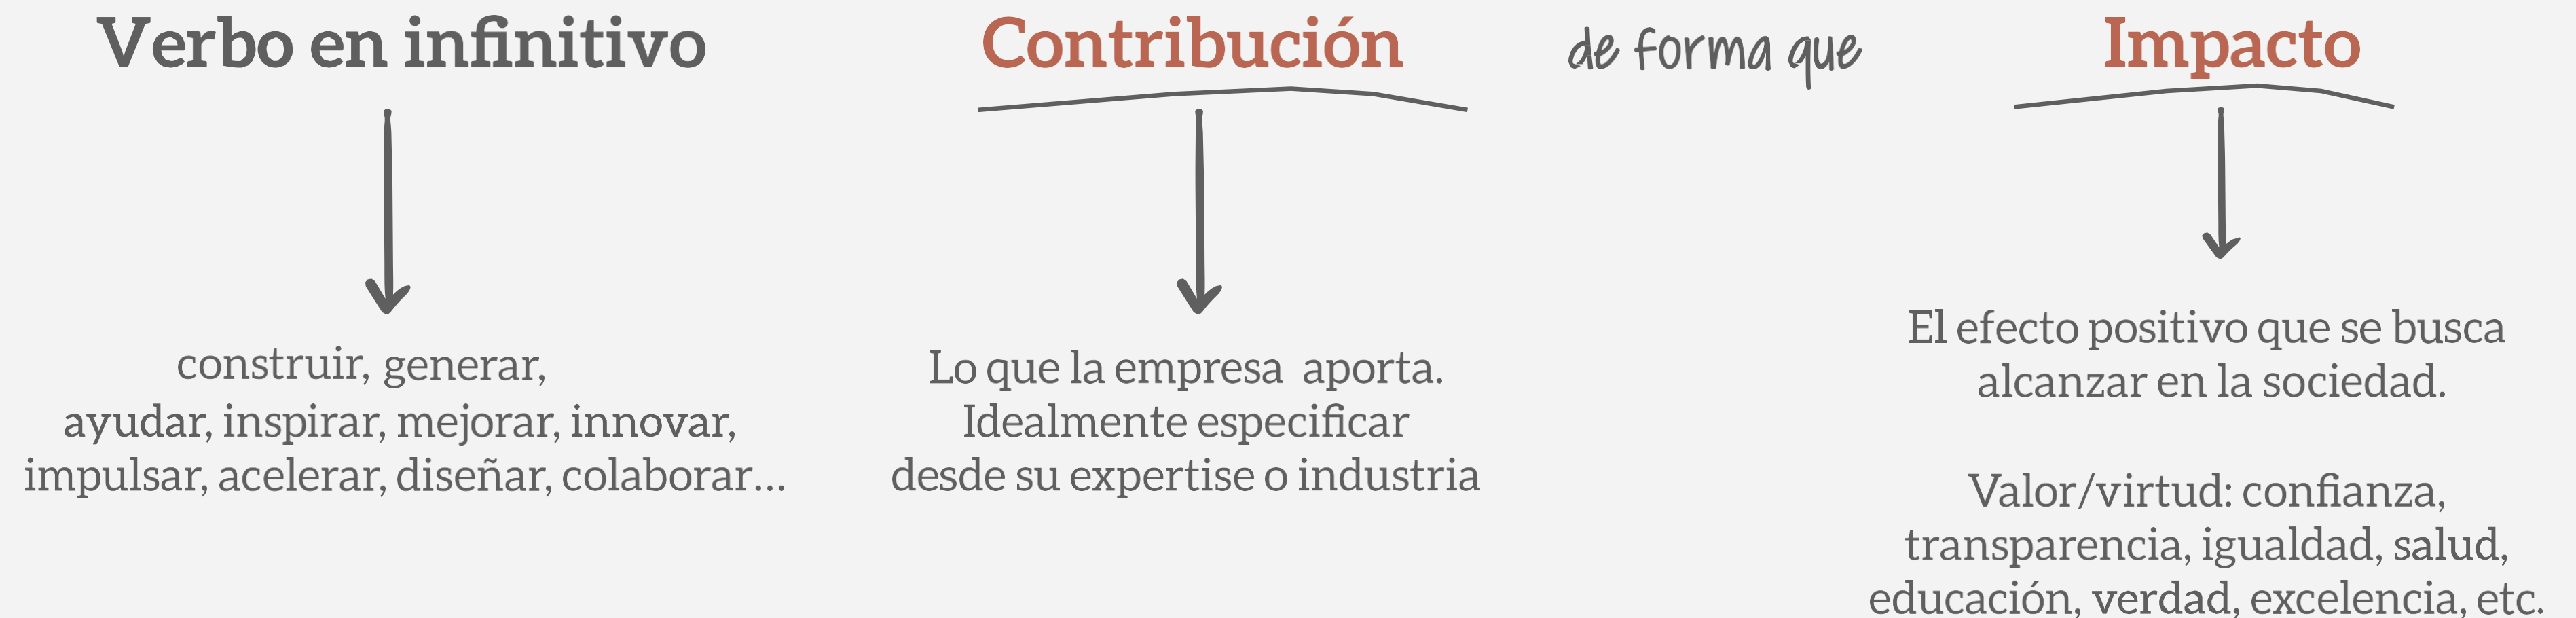 Verbo en infinitivo
Contribución
de forma que
Impacto
construir, generar,
ayudar, inspirar, mejorar, innovar,
impulsar, acelerar, diseñar, colaborar...
Lo que la empresa aporta.
Idealmente especificar
desde su expertise o industria
El efecto positivo que se busca
alcanzar en la sociedad.
Valor/virtud: confianza,
transparencia, igualdad, salud,
educación, verdad, excelencia, etc.